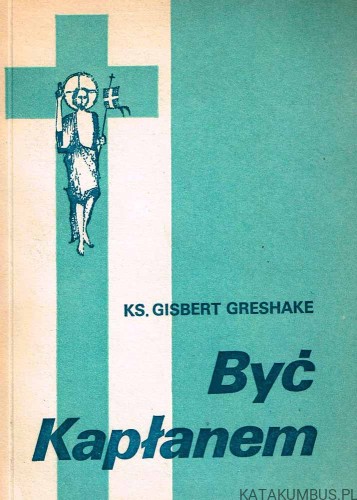 KS. GISBERT GRESHAKE
Być
Kapłanem
KATAKUMBUS.PL